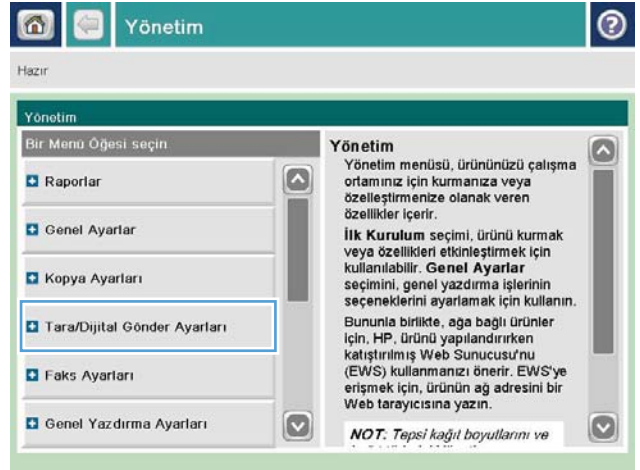 Yönetim
Hazır
Yönetim
Bir Menü Öğesi seçin
Raporlar
Genel Ayarlar
Kopya Ayarları
Tara/Dijital Gönder Ayarları
Faks Ayarları
Genel Yazdırma Ayarları
Yönetim
Yönetim menüsü, ürününüzü çalışma
ortamınız için kurmanıza veya
özelleştirmenize olanak veren
özellikler içerir.
İlk Kurulum seçimi, ürünü kurmak
veya özellikleri etkinleştirmek için
kullanılabilir. Genel Ayarlar
seçimini, genel yazdırma işlerinin
seçeneklerini ayarlamak için kullanın.
Bununla birlikte, ağa bağlı ürünler
için, HP, ürünü yapılandırırken
katıştırılmış Web Sunucusu'nu
(EWS) kullanmanızı önerir. EWS'ye
erişmek için, ürünün ağ adresini bir
Web tarayıcısına yazın.
NOT: Tepsi kağıt boyutlarını ve